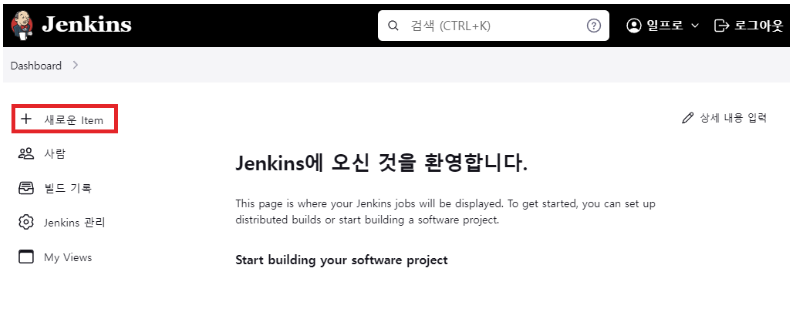 Jenkins
검색 (CTRL+K)
일프로
로그아웃
Dashboard
새로운 Item
상세 내용 입력
사람
빌드 기록
Jenkins 관리
My Views
Jenkins에 오신 것을 환영합니다.
This page is where your Jenkins jobs will be displayed. To get started, you can set up
distributed builds or start building a software project.
Start building your software project